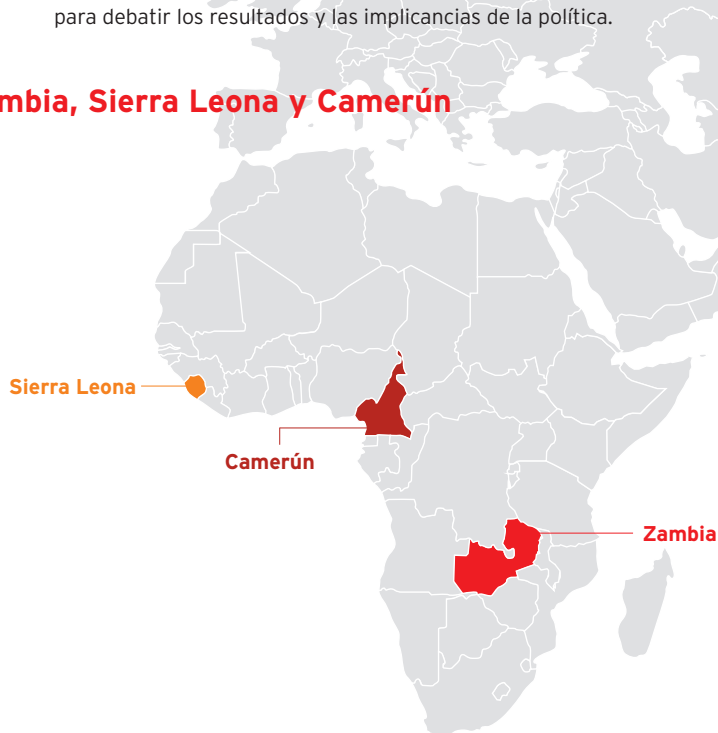 para debatir los resultados y las implicancias de la política.
mbia, Sierra Leona y Camerún
Sierra Leona
Camerún
Zambia